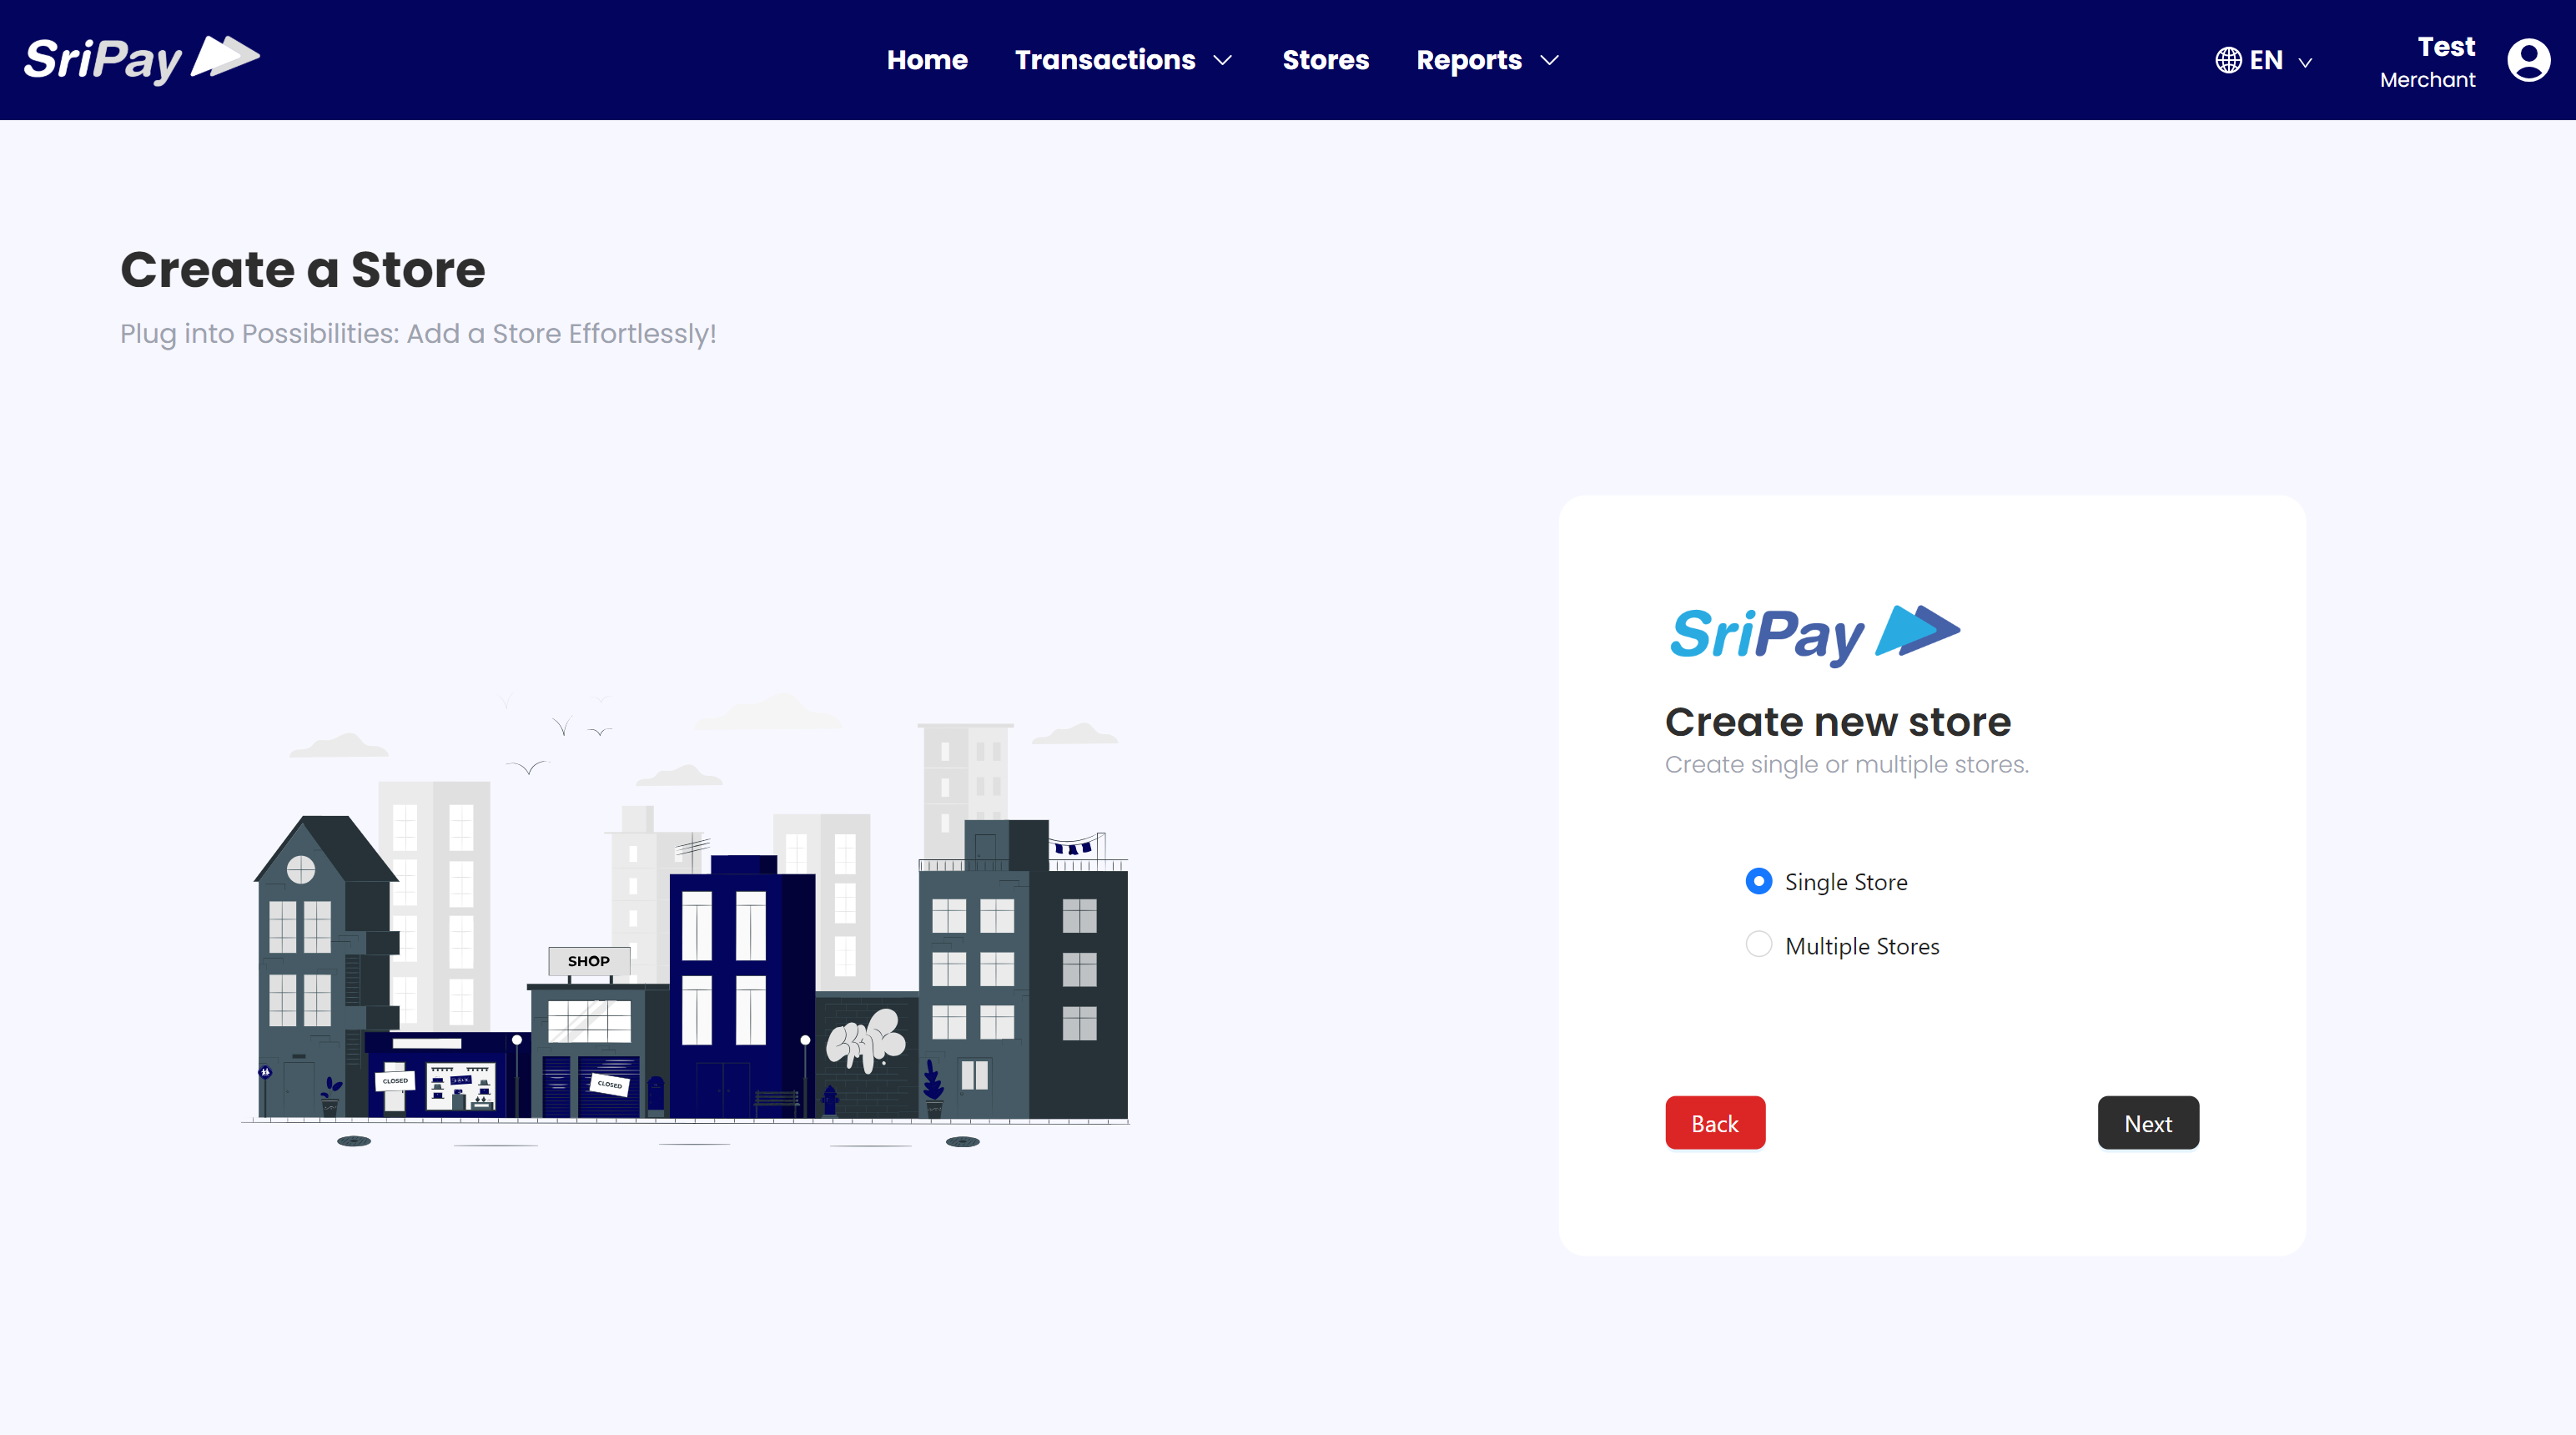 SriPay
Home Transactions Stores Reports
EN
Test
Merchant
Create a Store
Plug into Possibilities: Add a Store Effortlessly!
SriPay
Create new store
Create single or multiple stores.
Single Store
Multiple Stores
Back Next
SHOP
CLOSED
CLOSED